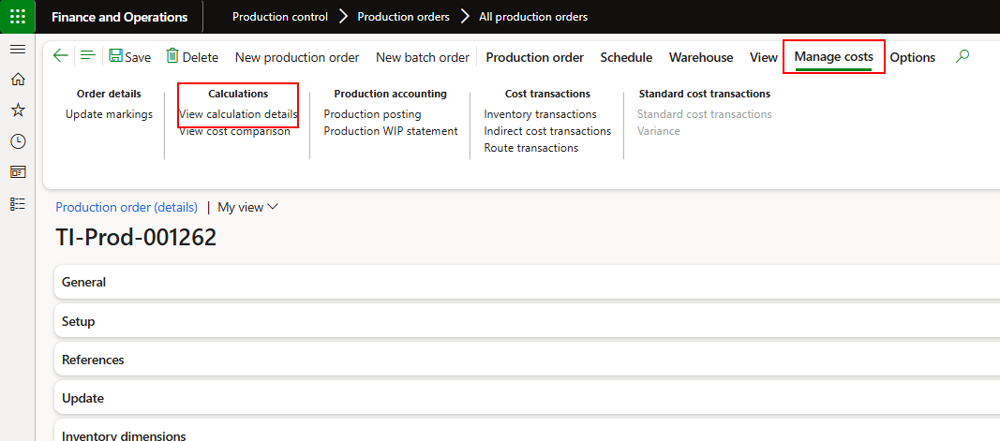 Finance and Operations Production control Production orders All production orders
Save Delete New production order New batch order Production order Schedule Warehouse View Manage costs Options
Order details Calculations Production accounting Cost transactions Standard cost transactions
Update markings View calculation details Production posting Inventory transactions Standard cost transactions
View cost comparison Production WIP statement Indirect cost transactions Variance
Route transactions
Production order (details) | My view
TI-Prod-001262
General
Setup
References
Update
Inventory dimensions